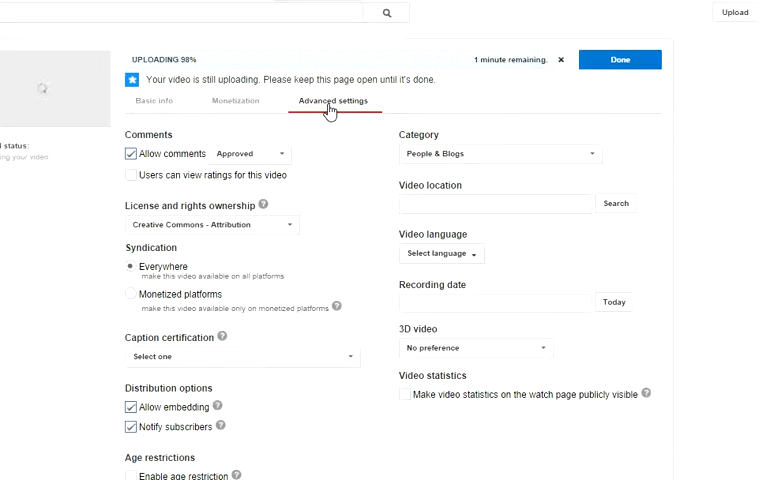 Upload
UPLOADING 98%
1 minute remaining.
Done
Your video is still uploading. Please keep this page open until it's done.
Basic info
Monetization
Advanced settings
d status:
ing your video
Comments
Allow comments
Approved
Users can view ratings for this video
License and rights ownership
Creative Commons - Attribution
Syndication
Everywhere
make this video available on all platforms
Monetized platforms
make this video available only on monetized platforms
Caption certification
Select one
Distribution options
Allow embedding
Notify subscribers
Age restrictions
Enable age restriction
Category
People & Blogs
Video location
Search
Video language
Select language
Recording date
Today
3D video
No preference
Video statistics
Make video statistics on the watch page publicly visible